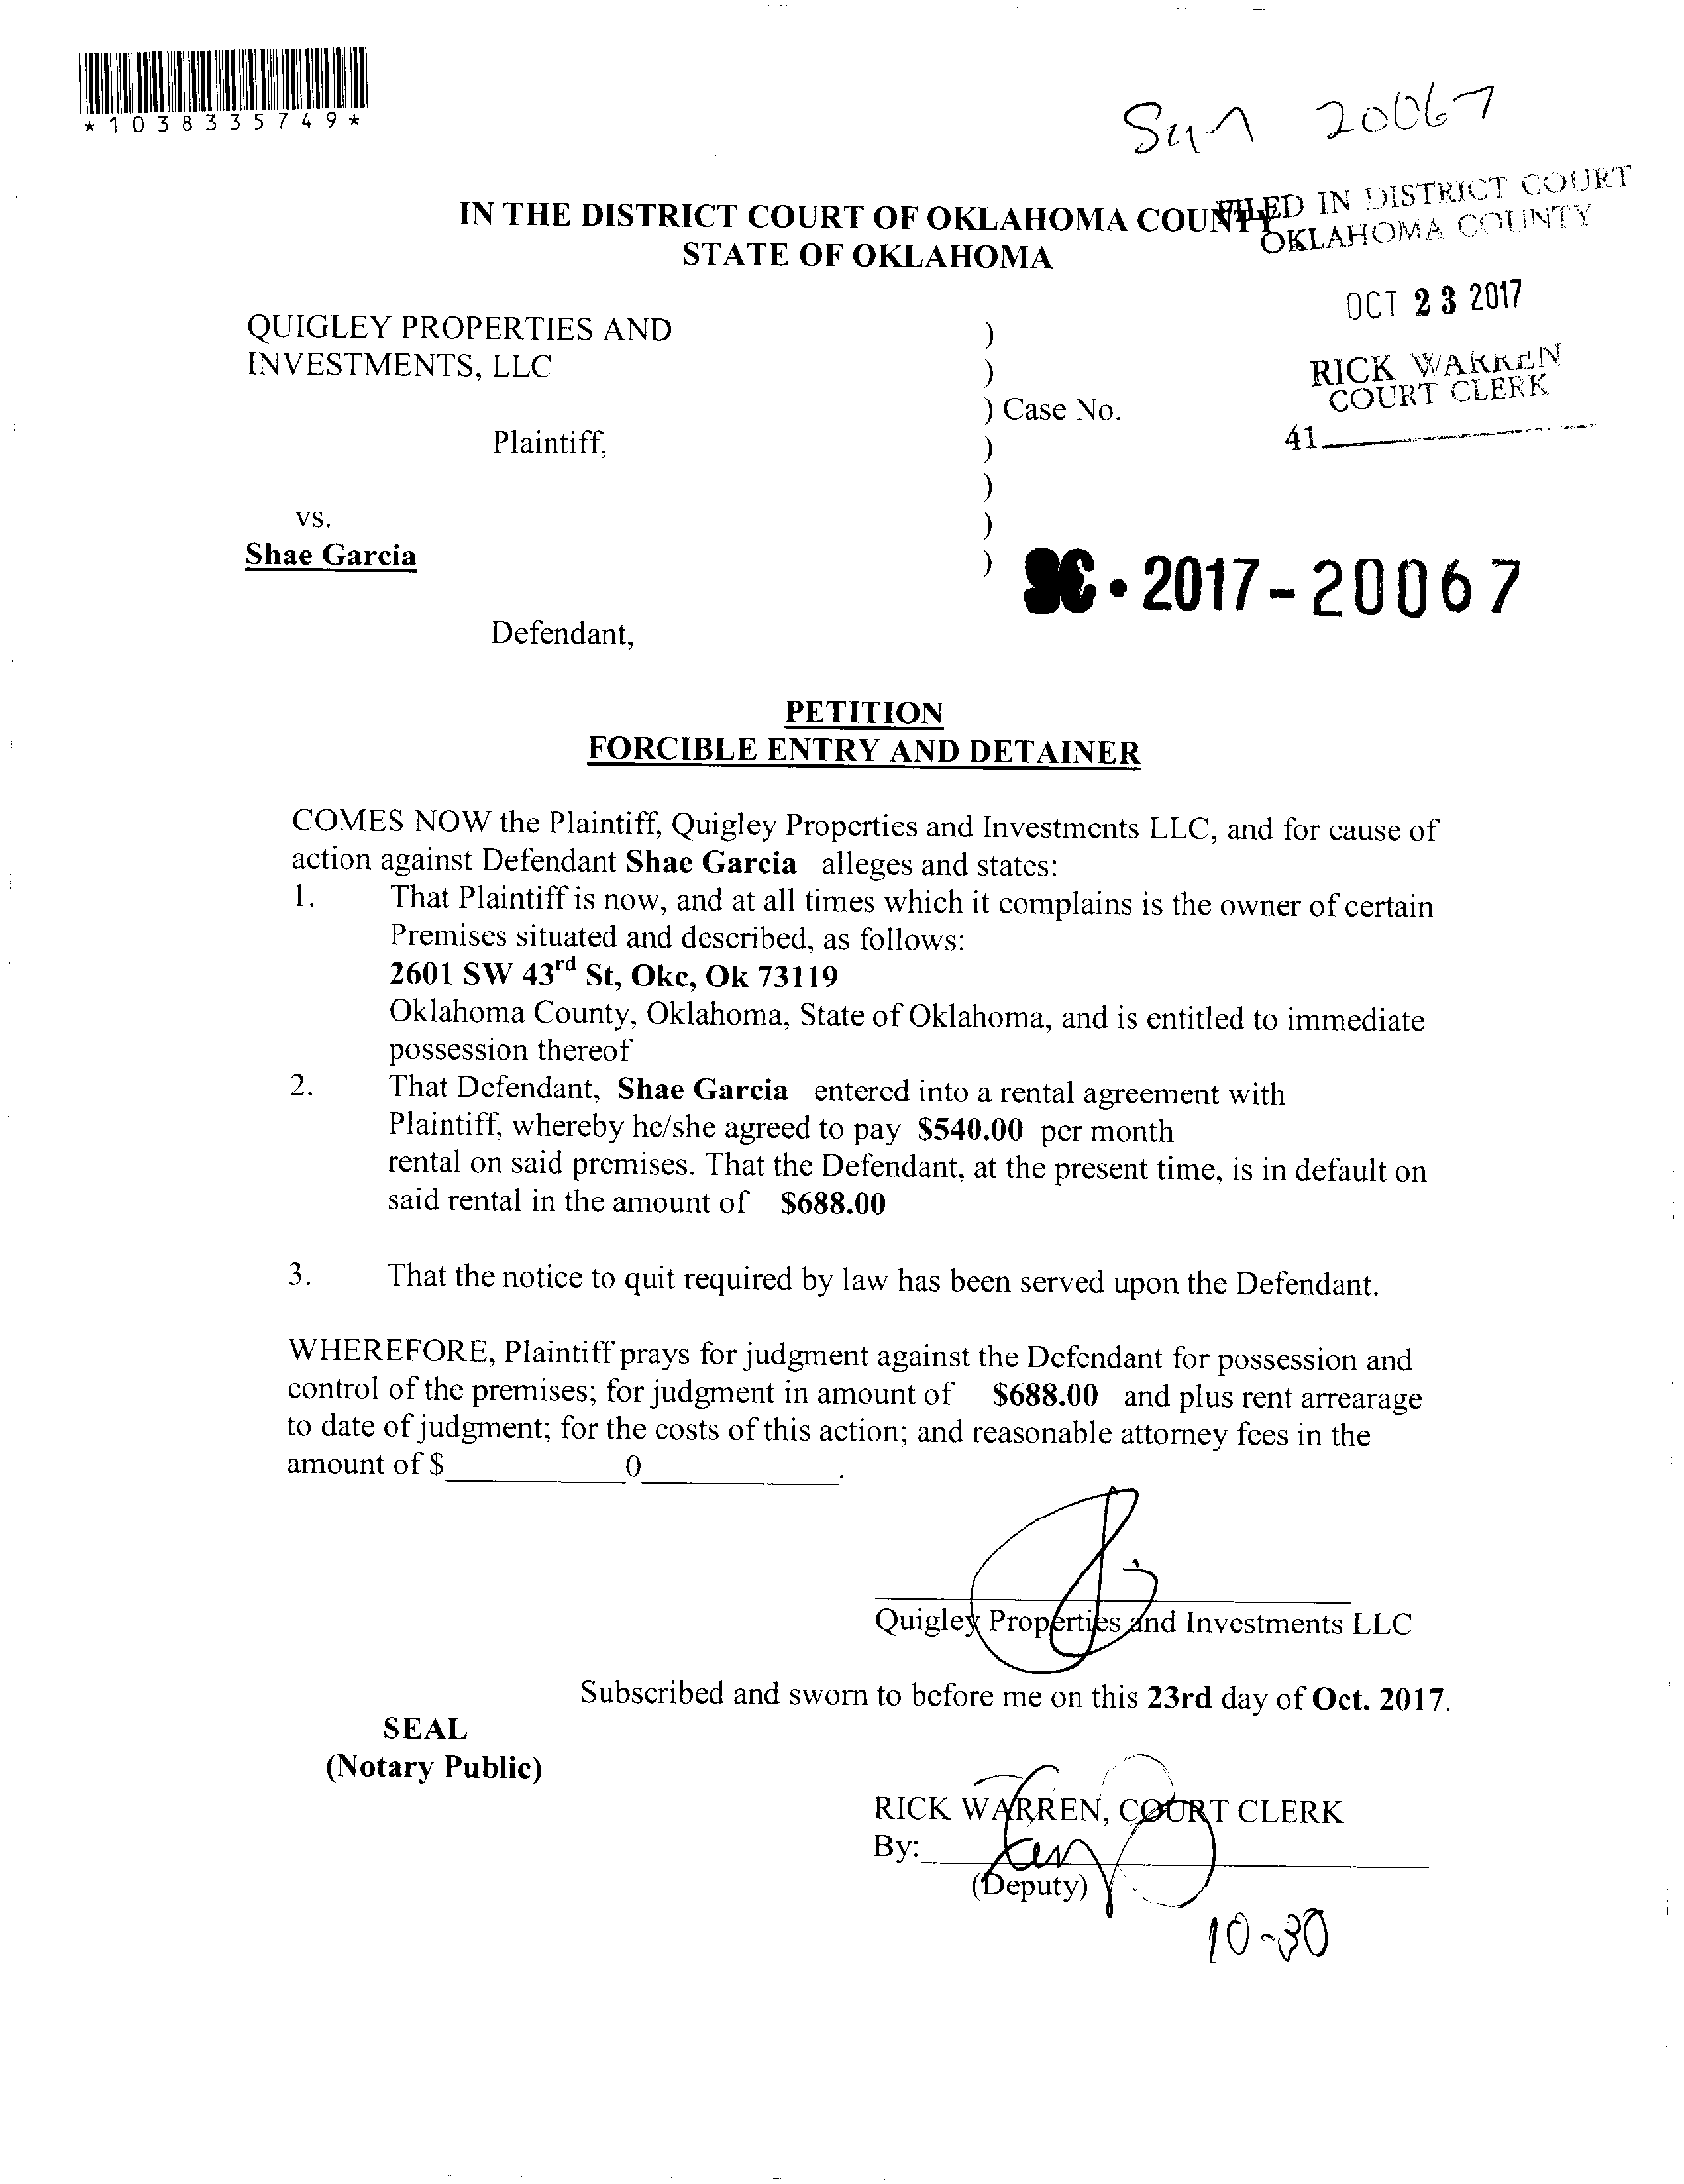 *1038335749*
20067
IN THE DISTRICT COURT OF OKLAHOMA COUNTY
STATE OF OKLAHOMA
FILED IN DISTRICT COURT
OKLAHOMA COUNTY
OCT 23 2017
RICK WARREN
COURT CLERK
41
QUIGLEY PROPERTIES AND )
INVESTMENTS, LLC )
) Case No.
Plaintiff, )
)
vs. )
Shae Garcia )
SC - 2017-20067
Defendant,
PETITION
FORCIBLE ENTRY AND DETAINER
COMES NOW the Plaintiff, Quigley Properties and Investments LLC, and for cause of
action against Defendant Shae Garcia alleges and states:
1. That Plaintiff is now, and at all times which it complains is the owner of certain
Premises situated and described, as follows:
2601 SW 43rd St, Okc, Ok 73119
Oklahoma County, Oklahoma, State of Oklahoma, and is entitled to immediate
possession thereof
2. That Defendant, Shae Garcia entered into a rental agreement with
Plaintiff, whereby he/she agreed to pay $540.00 per month
rental on said premises. That the Defendant, at the present time, is in default on
said rental in the amount of $688.00
3. That the notice to quit required by law has been served upon the Defendant.
WHEREFORE, Plaintiff prays for judgment against the Defendant for possession and
control of the premises; for judgment in amount of $688.00 and plus rent arrearage
to date of judgment; for the costs of this action; and reasonable attorney fees in the
amount of $ 0 .
Quigley Properties and Investments LLC
Subscribed and sworn to before me on this 23rd day of Oct. 2017.
SEAL
(Notary Public)
RICK WARREN, COURT CLERK
By:
(Deputy)
10-30